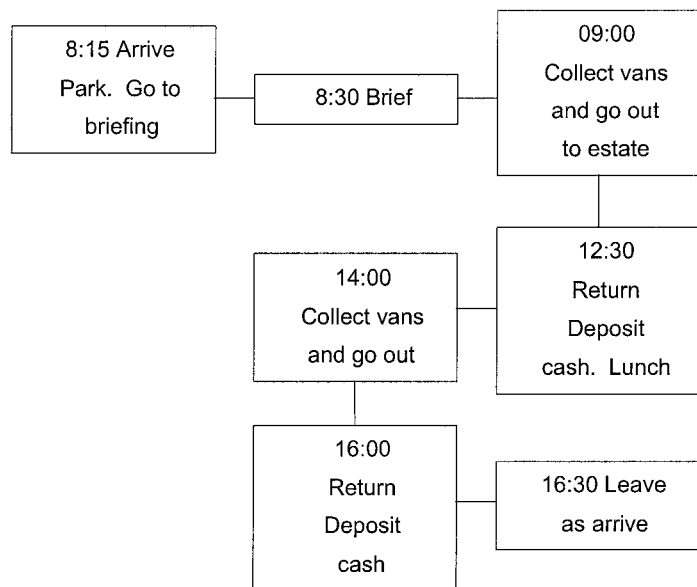 8:15 Arrive
Park. Go to
briefing
8:30 Brief
09:00
Collect vans
and go out
to estate
12:30
Return
Deposit
cash. Lunch
14:00
Collect vans
and go out
16:00
Return
Deposit
cash
16:30 Leave
as arrive